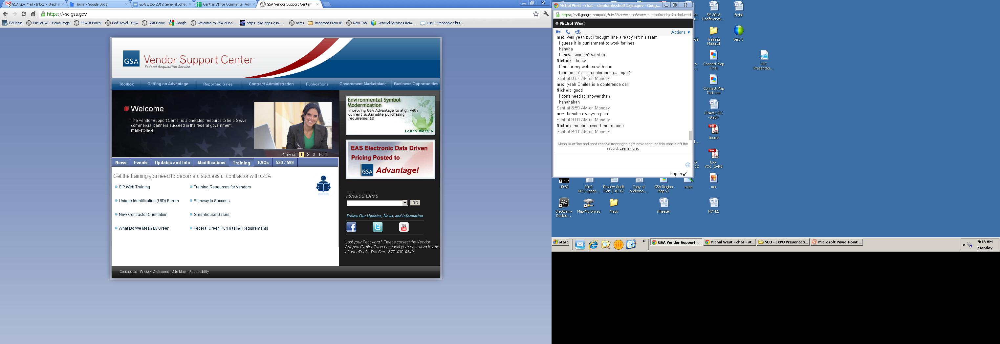 GSA.gov Mail - Inbox - stepha
Home - Google Docs
GSA Expo 2012 General Sched
Central Office Comments: Adv
GSA Vendor Support Center
https://vsc.gsa.gov
E2EMain
FAS eCAT - Home Page
FFATA Portal
FedTravel - GSA
GSA Home
Google
Welcome to GSA eLibr...
https--gsa-apps.gsa....
ocms
Imported From IE
New Tab
General Services Adm...
User: Stephanie Shut...
GSA
Vendor Support Center
Federal Acquisition Service
Toolbox
Getting on Advantage
Reporting Sales
Contract Administration
Publications
Government Marketplace
Business Opportunities
Welcome
The Vendor Support Center is a one-stop resource to help GSA's
commercial partners succeed in the federal government
marketplace.
Previous 1 2 3 Next
Environmental Symbol
Modernization
Improving GSA Advantage to align with
current sustainable purchasing
requirements!
Learn More »
EAS Electronic Data Driven
Pricing Posted to
GSA Advantage!
News
Events
Updates and Info
Modifications
Training
FAQs
520 / 599
Get the training you need to become a successful contractor with GSA.
SIP Web Training
Training Resources for Vendors
Unique Identification (UID) Forum
Pathway to Success
New Contractor Orientation
Greenhouse Gases
What Do We Mean By Green
Federal Green Purchasing Requirements
Related Links
GO
Follow Our Updates, News, and Information
You
Tube
Lost your Password? Please contact the Vendor
Support Center if you have lost your password to one
of our eTools. Toll Free: 877-495-4849
Contact Us - Privacy Statement - Site Map - Accessibility
Nichol West - chat - stephanie.shutt@gsa.gov - Goog...
https://mail.google.com/mail/?ui=2&view=btop&ver=1s4dmo0mhdqld#nichol.west
Nichol West
Actions ▼
me: well yeah but I thought she already left his team
I guess it is punishment to work for Inez
hahaha
I know I wouldn't want to
Nichol: i know!
time for my web ex with dan
then emile's- it's conference call right?
Sent at 8:57 AM on Monday
me: yeah Emiles is a conference call
Nichol: good
i don't need to shower then
hahahahah
Sent at 8:59 AM on Monday
me: hahaha always a plus
Sent at 9:00 AM on Monday
Nichol: meeting over- time to code
Sent at 9:11 AM on Monday
Nichol is offline and can't receive messages right now because this chat is off the
record. Learn more.
Pop-in
SM 2012
Conference...
Script
Training
Material
test 1
Connect Map
Final
VSC
Presentati...
Connect Map
Test one
CPARS-VSC
-steph
PDF
house
PDF
Low
VOC_CARB
URSA
2012
NCO.updat...
Review-Audit
Plan 1.10.12
Copy of
prelimina...
GSA Region
Map v1
expo
me
BlackBerry
Deskto...
Map My Drives
Maps
iTheater
NOTES
Start
GSA Vendor Support ...
Nichol West - chat - st...
NCO - EXPO Presentati...
Microsoft PowerPoint ...
9:18 AM
Monday